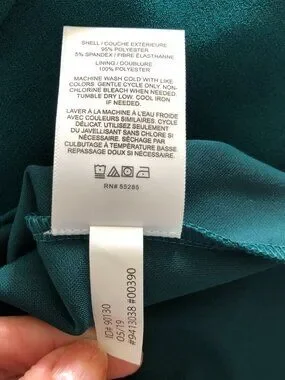 SHELL / COUCHE EXTÉRIEURE
95% POLYESTER
5% SPANDEX / FIBRE ÉLASTHANNE
LINING / DOUBLURE
100% POLYESTER
MACHINE WASH COLD WITH LIKE
COLORS. GENTLE CYCLE ONLY. NON-
CHLORINE BLEACH WHEN NEEDED.
TUMBLE DRY LOW. COOL IRON
IF NEEDED.
LAVER À LA MACHINE À L'EAU FROIDE
AVEC COULEURS SIMILAIRES. CYCLE
DÉLICAT. UTILISEZ SEULEMENT
DU JAVELLISANT SANS CHLORE SI
NÉCESSAIRE. SÉCHAGE PAR
CULBUTAGE À TEMPÉRATURE BASSE.
REPASSAGE DOUX SI NÉCESSAIRE.
RN# 55285
ID# 90130
05/19
#9413038 #00390